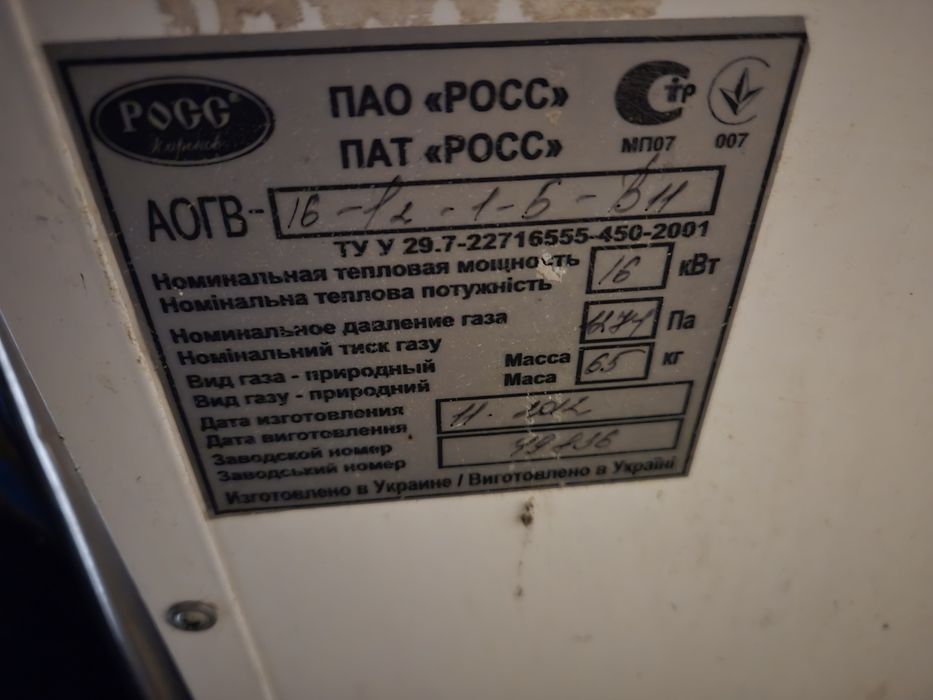 РОСС®
ПАО «РОСС»
ПАТ «РОСС»
МП07
007
АОГВ- 16 - - 1 - Б -
ТУ У 29.7-22716555-450-2001
Номинальная тепловая мощность
Номінальна теплова потужність
16 кВт
Номинальное давление газа
Номінальний тиск газу
1274 Па
Вид газа - природный
Вид газу - природний
Масса
Маса
65 кг
Дата изготовления
Дата виготовлення
11. 2012
Заводской номер
Заводський номер
Изготовлено в Украине / Виготовлено в Україні